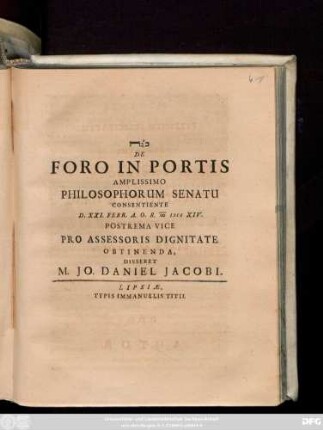 DE
FORO IN PORTIS
AMPLISSIMO
PHILOSOPHORUM SENATU
CONSENTIENTE
D. XXI. FEBR. A. O. R.
POSTREMA VICE
PRO ASSESSORIS DIGNITATE
OBTINENDA,
DISSERET
M. JO. DANIEL JACOBI.
LIPSIÆ,
TYPIS IMMANUELIS TITII.